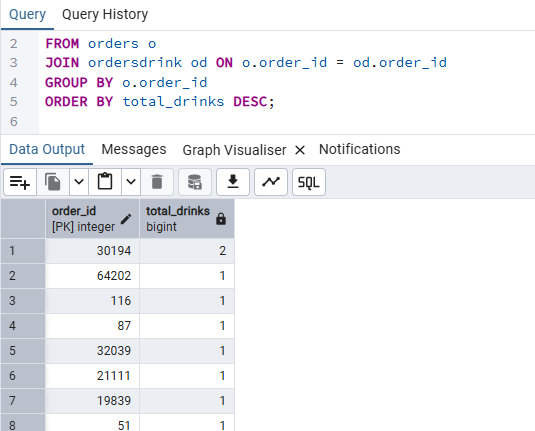 Query Query History
2 FROM orders o
3 JOIN ordersdrink od ON o.order_id = od.order_id
4 GROUP BY o.order_id
5 ORDER BY total_drinks DESC;
6
Data Output Messages Graph Visualiser Notifications
SQL
order_id total_drinks
[PK] integer bigint
1 30194 2
2 64202 1
3 116 1
4 87 1
5 32039 1
6 21111 1
7 19839 1
8 51 1